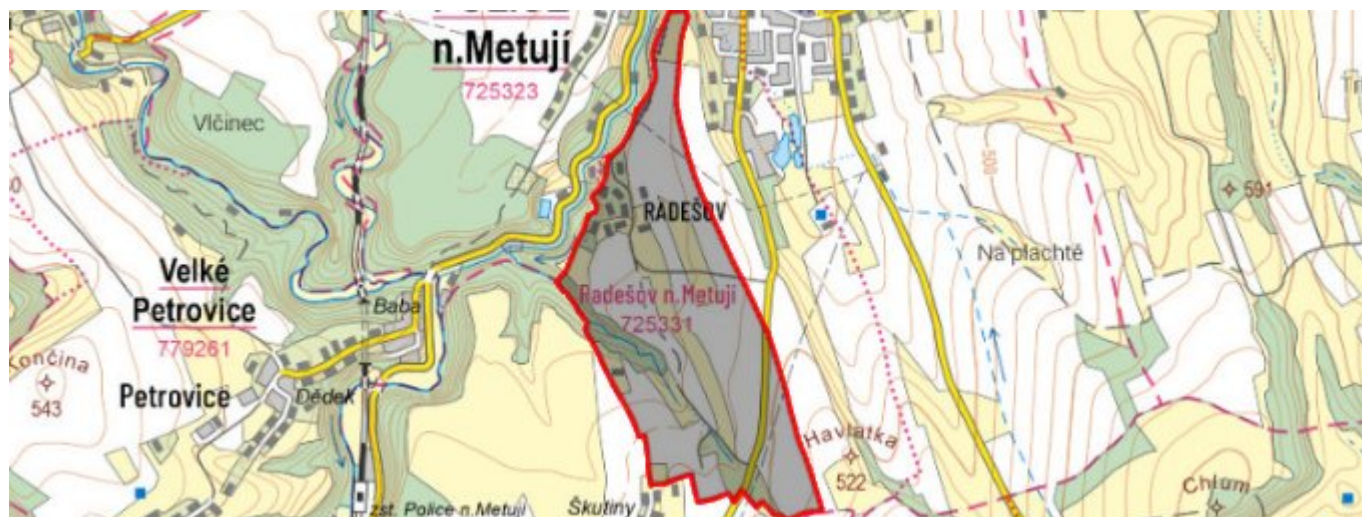 n.Metují
725323
Vlčinec
500
591
RADEŠOV
Na plachtě
Velké
Petrovice
779261
Baba
Radešov n.Metují
725331
Končina
543
Petrovice
Dědek
Havlatka
522
Chlum
zst. Police n.Metují
Škutiny